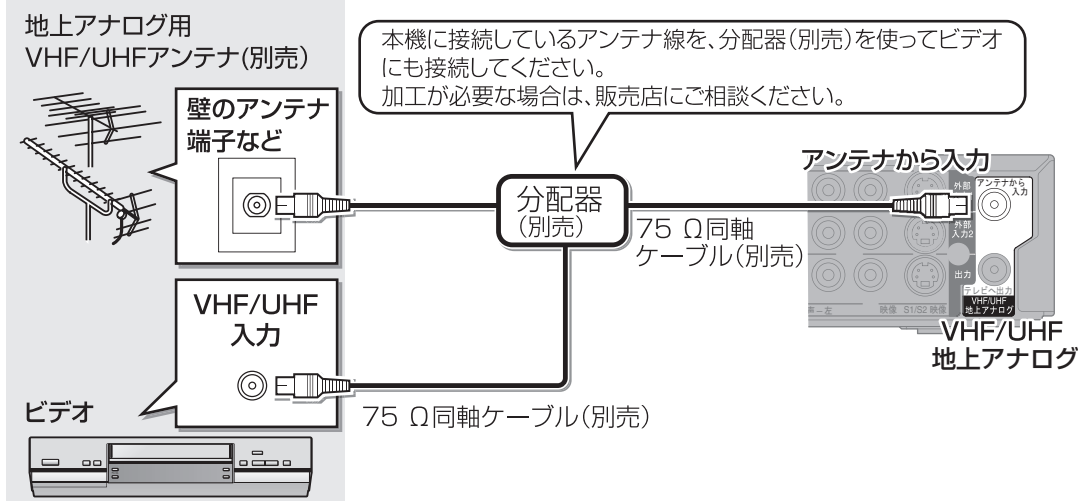 地上アナログ用
VHF/UHFアンテナ(別売)
本機に接続しているアンテナ線を、分配器(別売)を使ってビデオ
にも接続してください。
加工が必要な場合は、販売店にご相談ください。
壁のアンテナ
端子など
分配器
(別売)
75 Ω同軸
ケーブル(別売)
アンテナから入力
外部
アンテナから
入力
外部
入力2
出力
テレビへ出力
VHF/UHF
地上アナログ
左
映像 S1/S2 映像
VHF/UHF
地上アナログ
VHF/UHF
入力
75 Ω同軸ケーブル(別売)
ビデオ